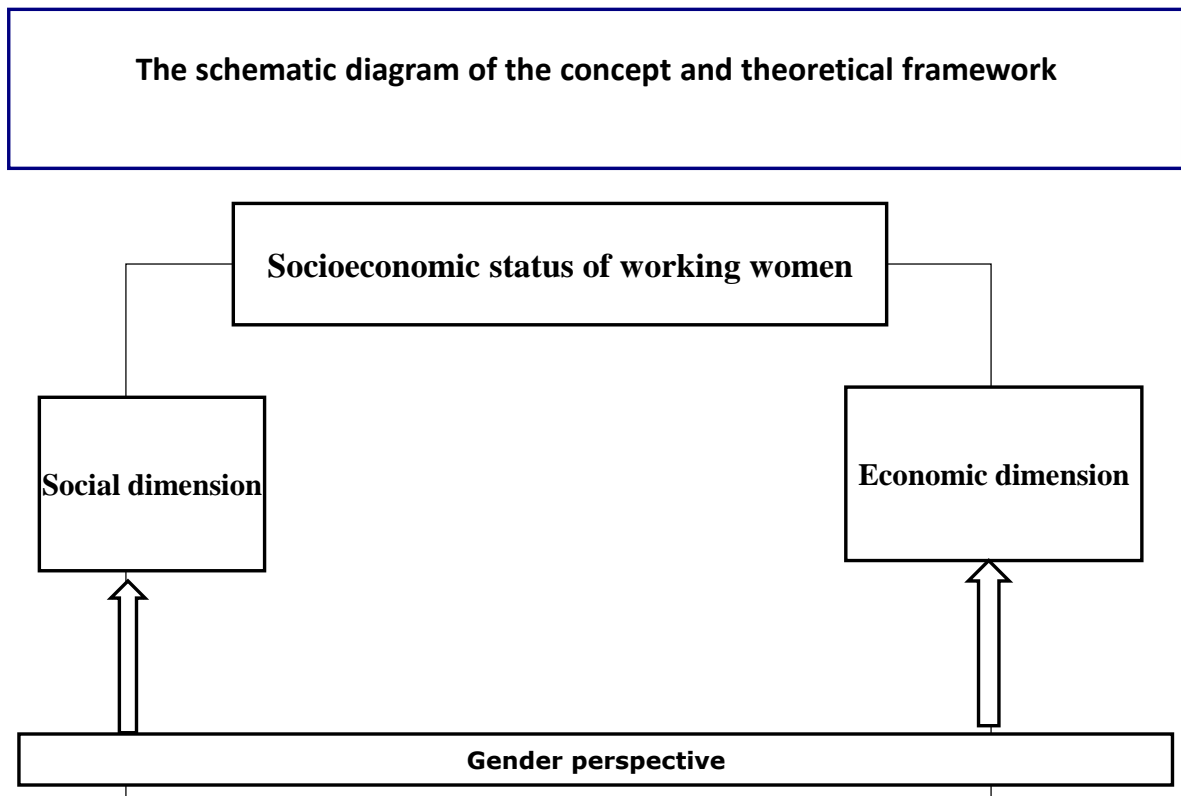 The schematic diagram of the concept and theoretical framework
Socioeconomic status of working women
Social dimension
Economic dimension
Gender perspective